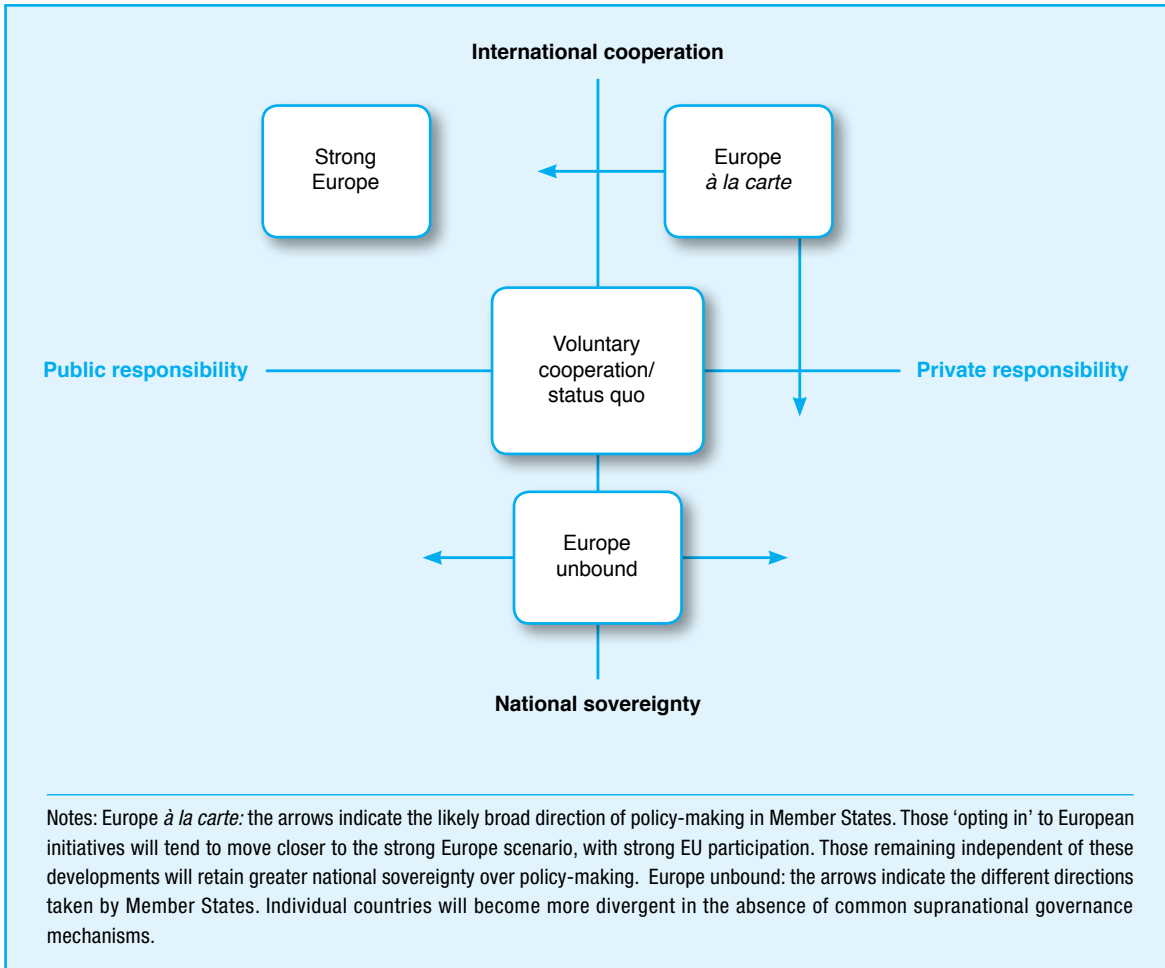 International cooperation
Strong
Europe
Europe
à la carte
Voluntary
cooperation/
status quo
Public responsibility
Private responsibility
Europe
unbound
National sovereignty
Notes: Europe à la carte: the arrows indicate the likely broad direction of policy-making in Member States. Those ‘opting in’ to European
initiatives will tend to move closer to the strong Europe scenario, with strong EU participation. Those remaining independent of these
developments will retain greater national sovereignty over policy-making. Europe unbound: the arrows indicate the different directions
taken by Member States. Individual countries will become more divergent in the absence of common supranational governance
mechanisms.